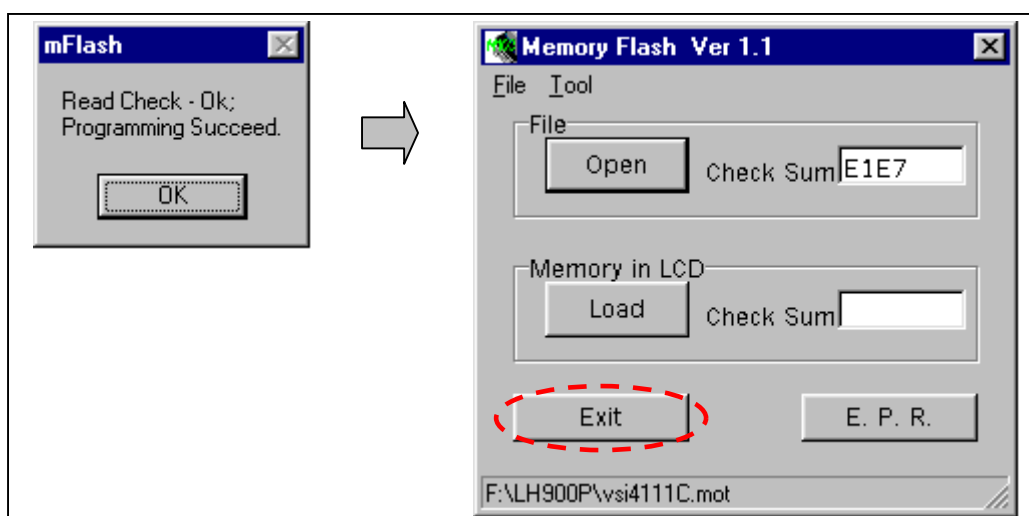 mFlash
Read Check - Ok;
Programming Succeed.
OK
Memory Flash Ver 1.1
File Tool
File
Open Check Sum E1E7
Memory in LCD
Load Check Sum
Exit E. P. R.
F:\LH900P\vsi4111C.mot